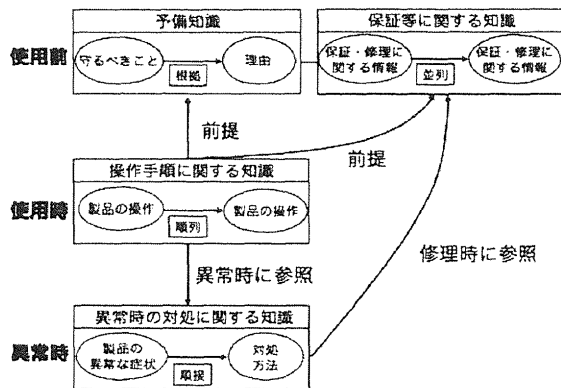 予備知識
保証等に関する知識
使用前
守るべきこと
理由
根拠
保証・修理に
関する情報
保証・修理に
関する情報
並列
前提
前提
操作手順に関する知識
使用時
製品の操作
製品の操作
順列
異常時に参照
修理時に参照
異常時の対処に関する知識
異常時
製品の
異常な症状
対処
方法
順接